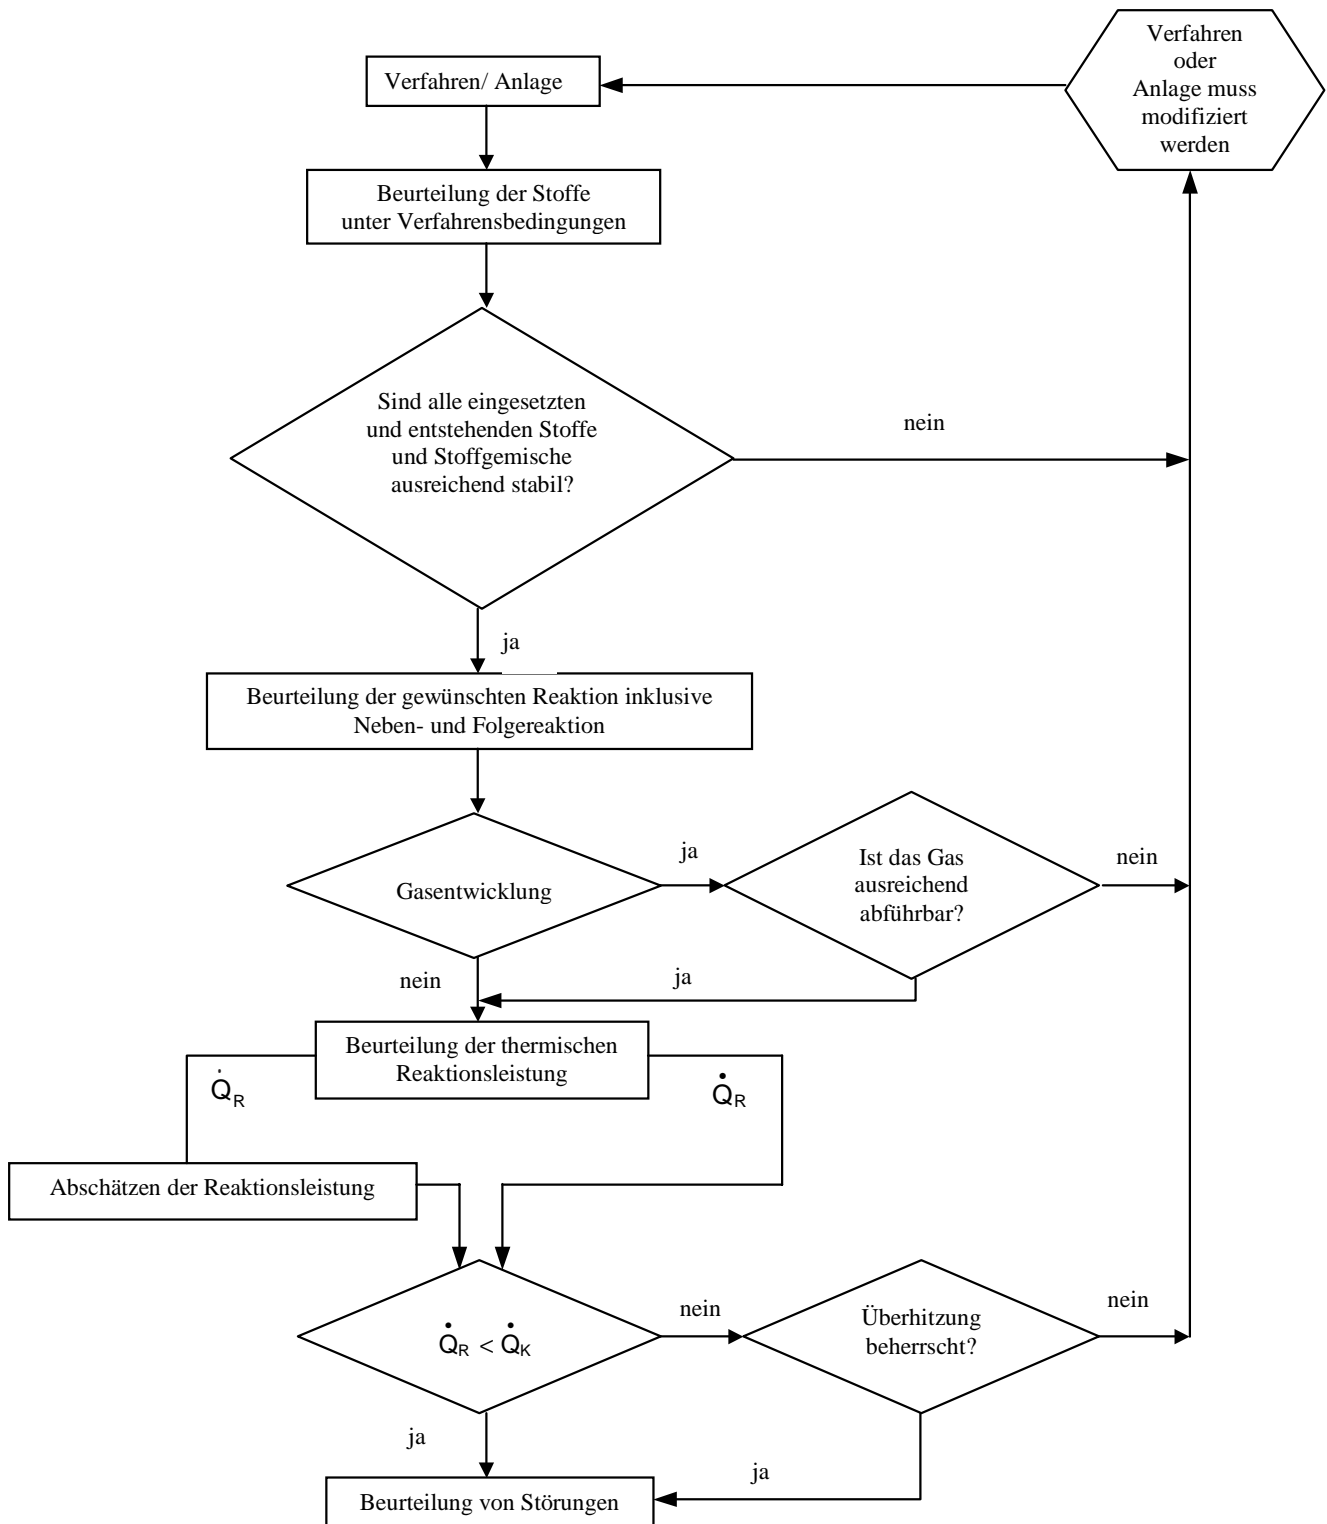 Verfahren
oder
Anlage muss
modifiziert
werden
Verfahren/ Anlage
Beurteilung der Stoffe
unter Verfahrensbedingungen
Sind alle eingesetzten
und entstehenden Stoffe
und Stoffgemische
ausreichend stabil?
nein
ja
Beurteilung der gewünschten Reaktion inklusive
Neben- und Folgereaktion
Gasentwicklung
ja
Ist das Gas
ausreichend
abführbar?
nein
nein
ja
Beurteilung der thermischen
Reaktionsleistung
Q̇R
Q̇R
Abschätzen der Reaktionsleistung
Q̇R < Q̇K
nein
Überhitzung
beherrscht?
nein
ja
ja
Beurteilung von Störungen